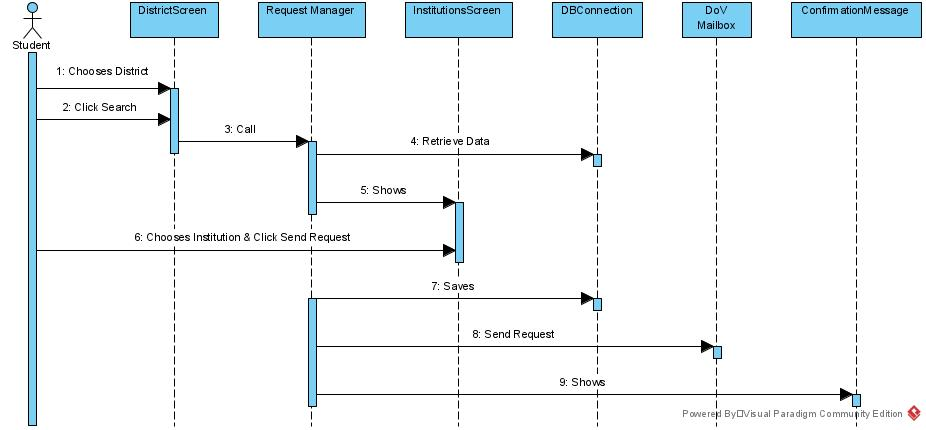 DistrictScreen
Request Manager
InstitutionsScreen
DBConnection
DoV
Mailbox
ConfirmationMessage
Student
1: Chooses District
2: Click Search
3: Call
4: Retrieve Data
5: Shows
6: Chooses Institution & Click Send Request
7: Saves
8: Send Request
9: Shows
Powered By□Visual Paradigm Community Edition